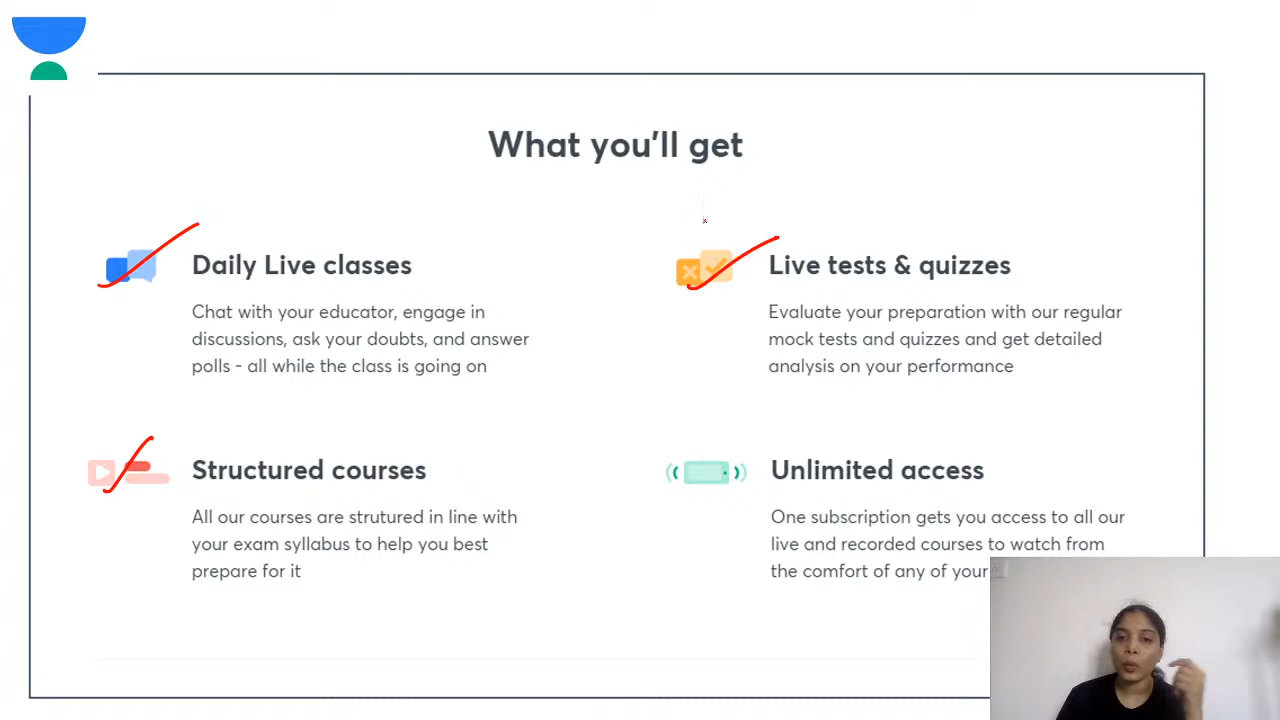 What you'll get
Daily Live classes
Chat with your educator, engage in
discussions, ask your doubts, and answer
polls - all while the class is going on
Live tests & quizzes
Evaluate your preparation with our regular
mock tests and quizzes and get detailed
analysis on your performance
Structured courses
All our courses are strutured in line with
your exam syllabus to help you best
prepare for it
Unlimited access
One subscription gets you access to all our
live and recorded courses to watch from
the comfort of any of your